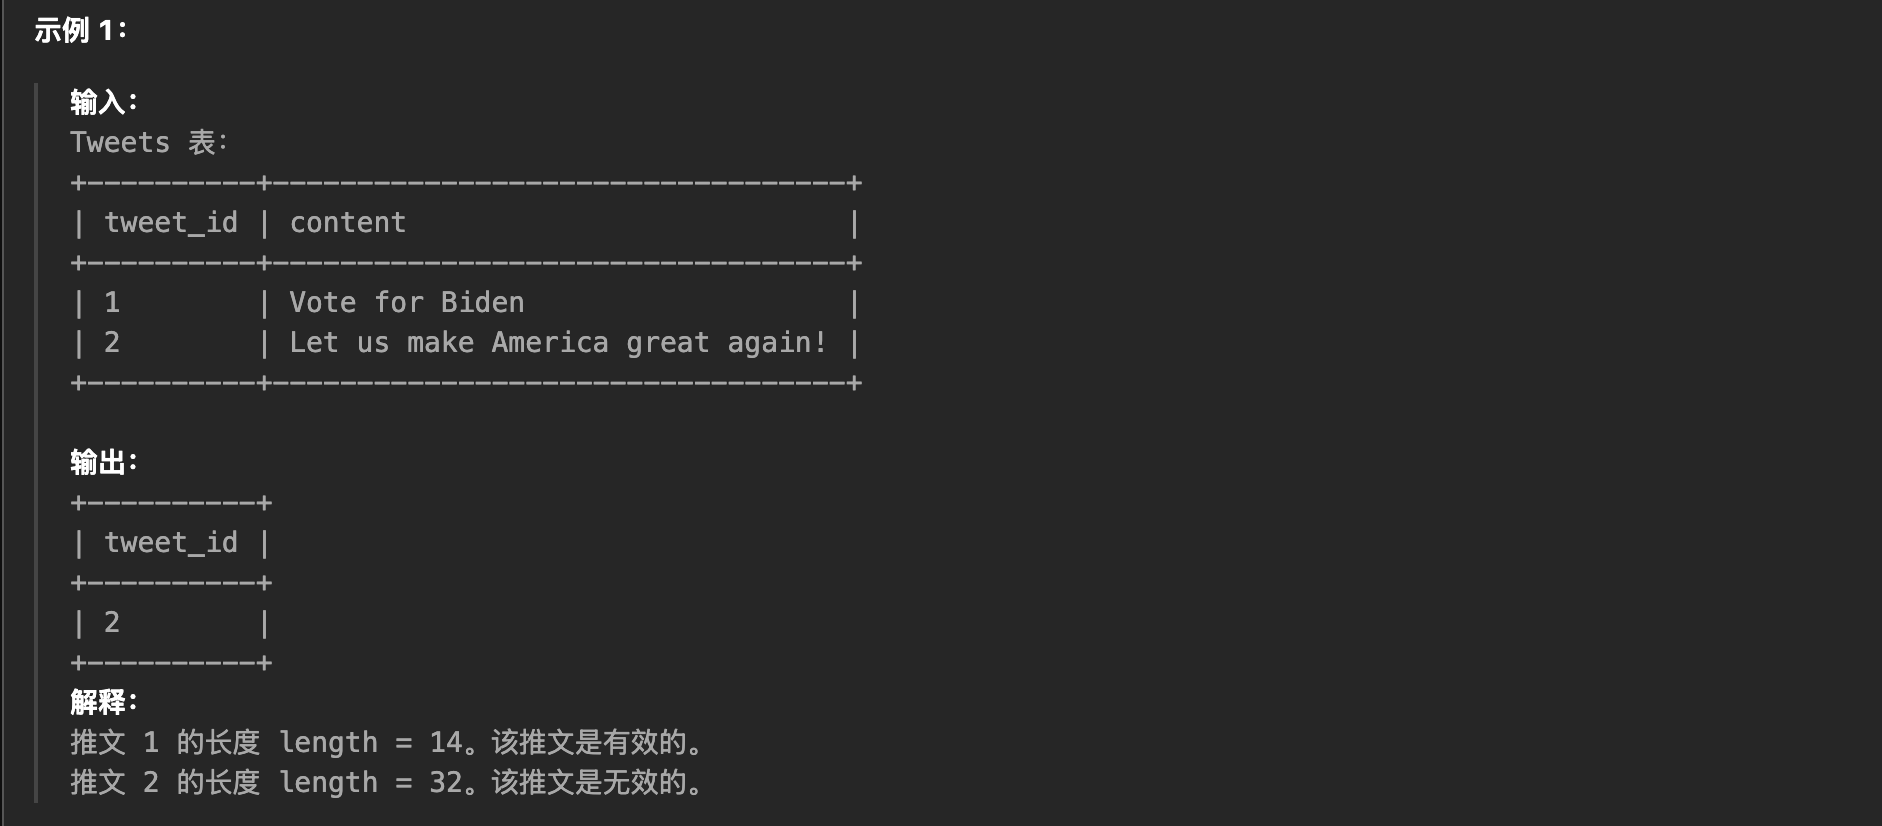 示例 1：
输入：
Tweets 表：
+----------+----------------------------------+
| tweet_id | content                          |
+----------+----------------------------------+
| 1        | Vote for Biden                   |
| 2        | Let us make America great again! |
+----------+----------------------------------+
输出：
+----------+
| tweet_id |
+----------+
| 2        |
+----------+
解释：
推文 1 的长度 length = 14。该推文是有效的。
推文 2 的长度 length = 32。该推文是无效的。